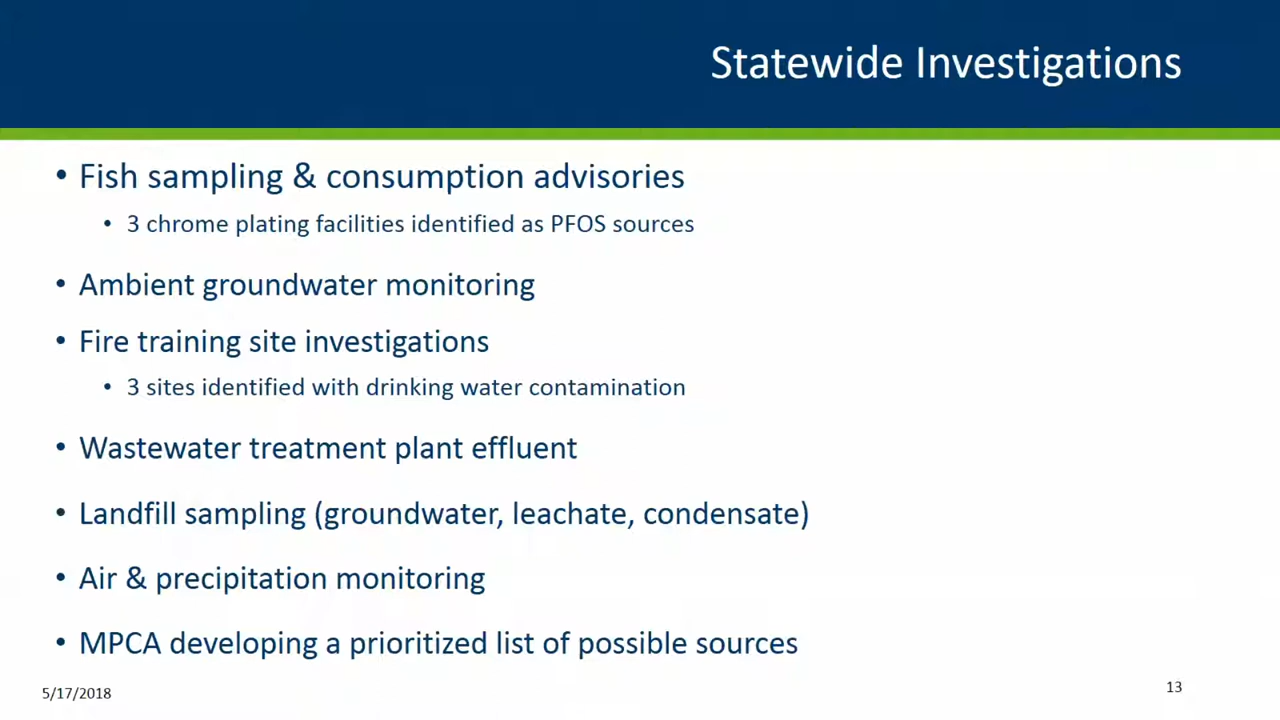 Statewide Investigations
• Fish sampling & consumption advisories
• 3 chrome plating facilities identified as PFOS sources
• Ambient groundwater monitoring
• Fire training site investigations
• 3 sites identified with drinking water contamination
• Wastewater treatment plant effluent
• Landfill sampling (groundwater, leachate, condensate)
• Air & precipitation monitoring
• MPCA developing a prioritized list of possible sources
5/17/2018
13